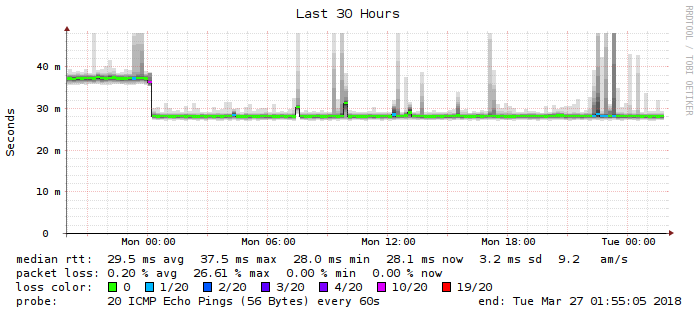 Last 30 Hours
RRDTOOL / TOBI OETIKER
Seconds
40 m
30 m
20 m
10 m
0
Mon 00:00 Mon 06:00 Mon 12:00 Mon 18:00 Tue 00:00
median rtt: 29.5 ms avg 37.5 ms max 28.0 ms min 28.1 ms now 3.2 ms sd 9.2 am/s
packet loss: 0.20 % avg 26.61 % max 0.00 % min 0.00 % now
loss color: 0 1/20 2/20 3/20 4/20 10/20 19/20
probe: 20 ICMP Echo Pings (56 Bytes) every 60s end: Tue Mar 27 01:55:05 2018